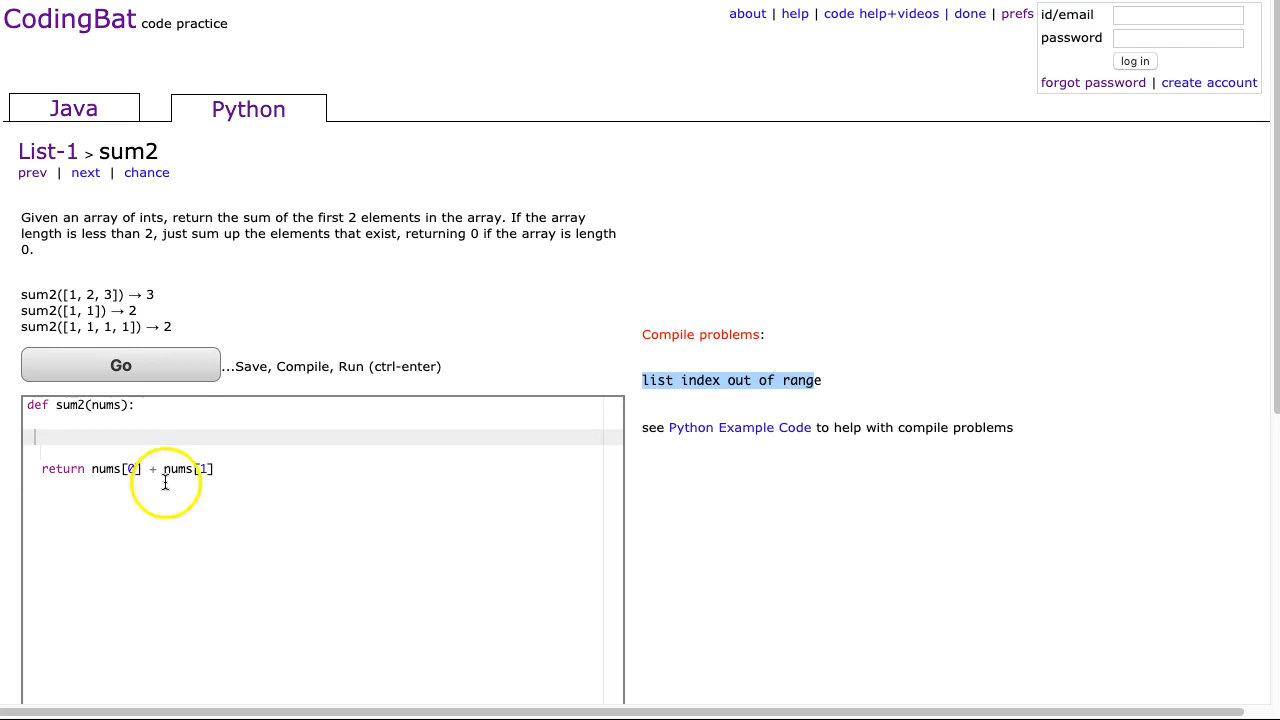 CodingBat code practice
about | help | code help+videos | done | prefs
id/email
password
log in
forgot password | create account
Java
Python
List-1 > sum2
prev | next | chance
Given an array of ints, return the sum of the first 2 elements in the array. If the array
length is less than 2, just sum up the elements that exist, returning 0 if the array is length
0.
sum2([1, 2, 3]) → 3
sum2([1, 1]) → 2
sum2([1, 1, 1, 1]) → 2
Go
...Save, Compile, Run (ctrl-enter)
def sum2(nums):
return nums[0] + nums[1]
Compile problems:
list index out of range
see Python Example Code to help with compile problems